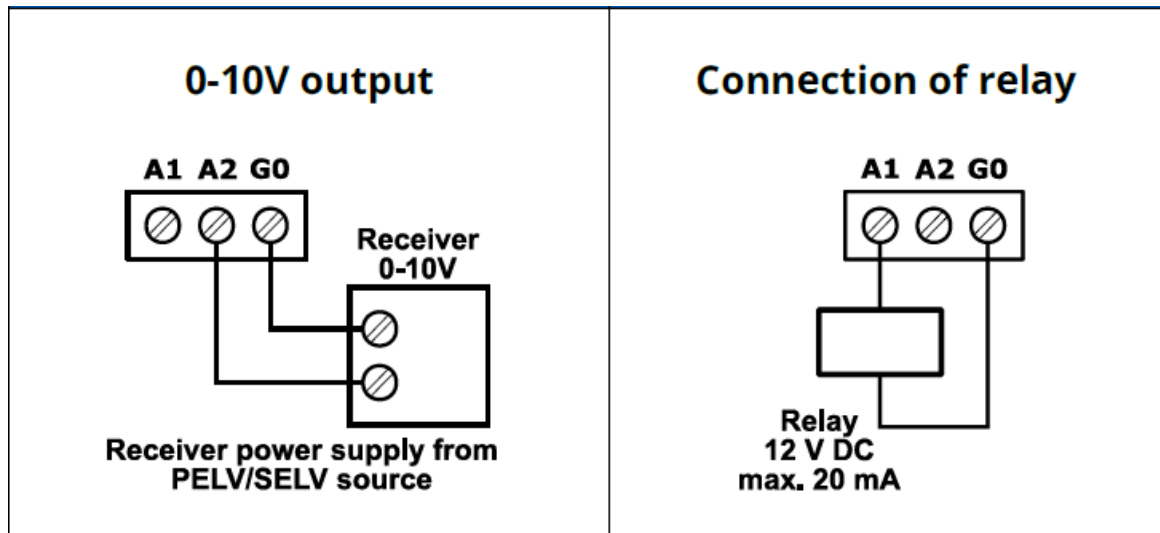 0-10V output
A1 A2 G0
Receiver
0-10V
Receiver power supply from
PELV/SELV source
Connection of relay
A1 A2 G0
Relay
12 V DC
max. 20 mA